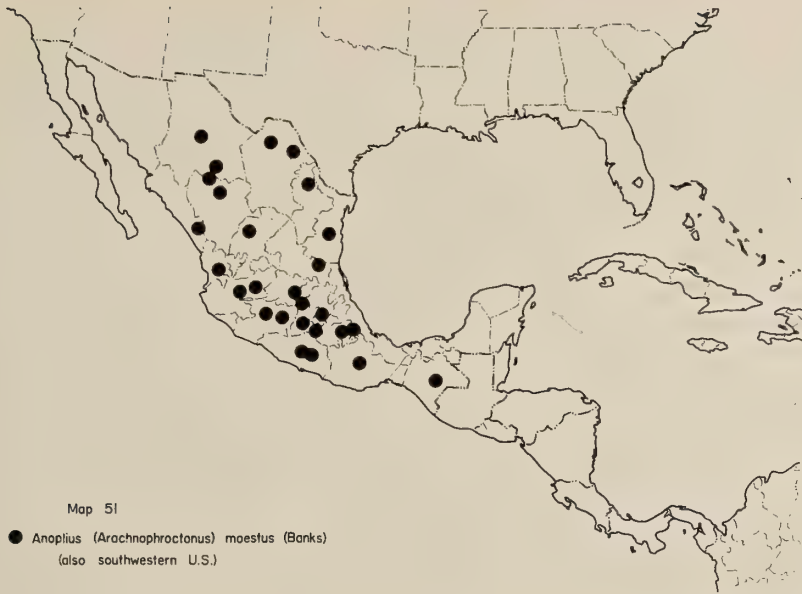 Map 51
Anoplius (Arachnophroctonus) moestus (Banks)
(also southwestern U.S.)